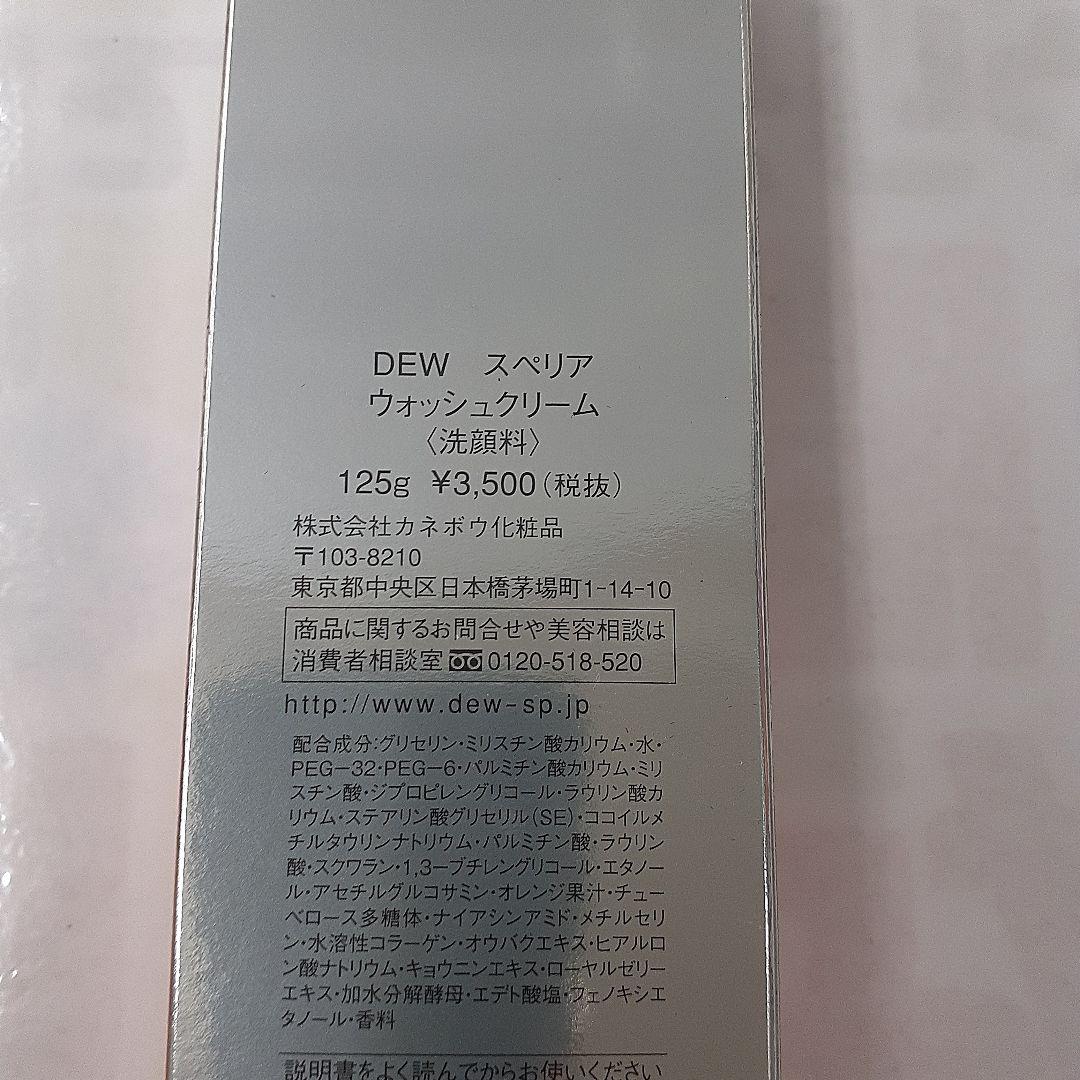 DEW スペリア
ウォッシュクリーム
〈洗顔料〉
125g ¥3,500(税抜)
株式会社カネボウ化粧品
〒103-8210
東京都中央区日本橋茅場町1-14-10
商品に関するお問合せや美容相談は
消費者相談室 0120-518-520
http://www.dew-sp.jp
配合成分:グリセリン・ミリスチン酸カリウム・水・
PEG-32・PEG-6・パルミチン酸カリウム・ミリ
スチン酸・ジプロピレングリコール・ラウリン酸カ
リウム・ステアリン酸グリセリル(SE)・ココイルメ
チルタウリンナトリウム・パルミチン酸・ラウリン
酸・スクワラン・1,3-ブチレングリコール・エタノー
ル・アセチルグルコサミン・オレンジ果汁・チュー
ベロース多糖体・ナイアシンアミド・メチルセリ
ン・水溶性コラーゲン・オウバクエキス・ヒアルロ
ン酸ナトリウム・キョウニンエキス・ローヤルゼリー
エキス・加水分解酵母・エデト酸塩・フェノキシエ
タノール・香料
説明書をよく読んでからお使いください